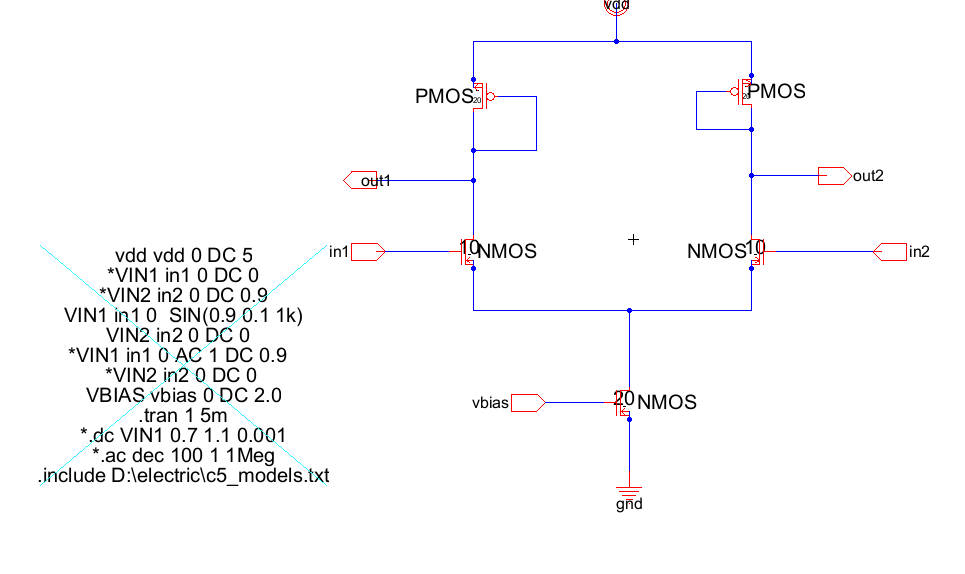 vdd
PMOS
20
PMOS
20
out1
out2
in1
10
NMOS
NMOS
10
in2
vdd vdd 0 DC 5
*VIN1 in1 0 DC 0
*VIN2 in2 0 DC 0.9
VIN1 in1 0 SIN(0.9 0.1 1k)
VIN2 in2 0 DC 0
*VIN1 in1 0 AC 1 DC 0.9
*VIN2 in2 0 DC 0
VBIAS vbias 0 DC 2.0
.tran 1 5m
*.dc VIN1 0.7 1.1 0.001
*.ac dec 100 1 1Meg
.include D:\electric\c5_models.txt
vbias
20
NMOS
gnd